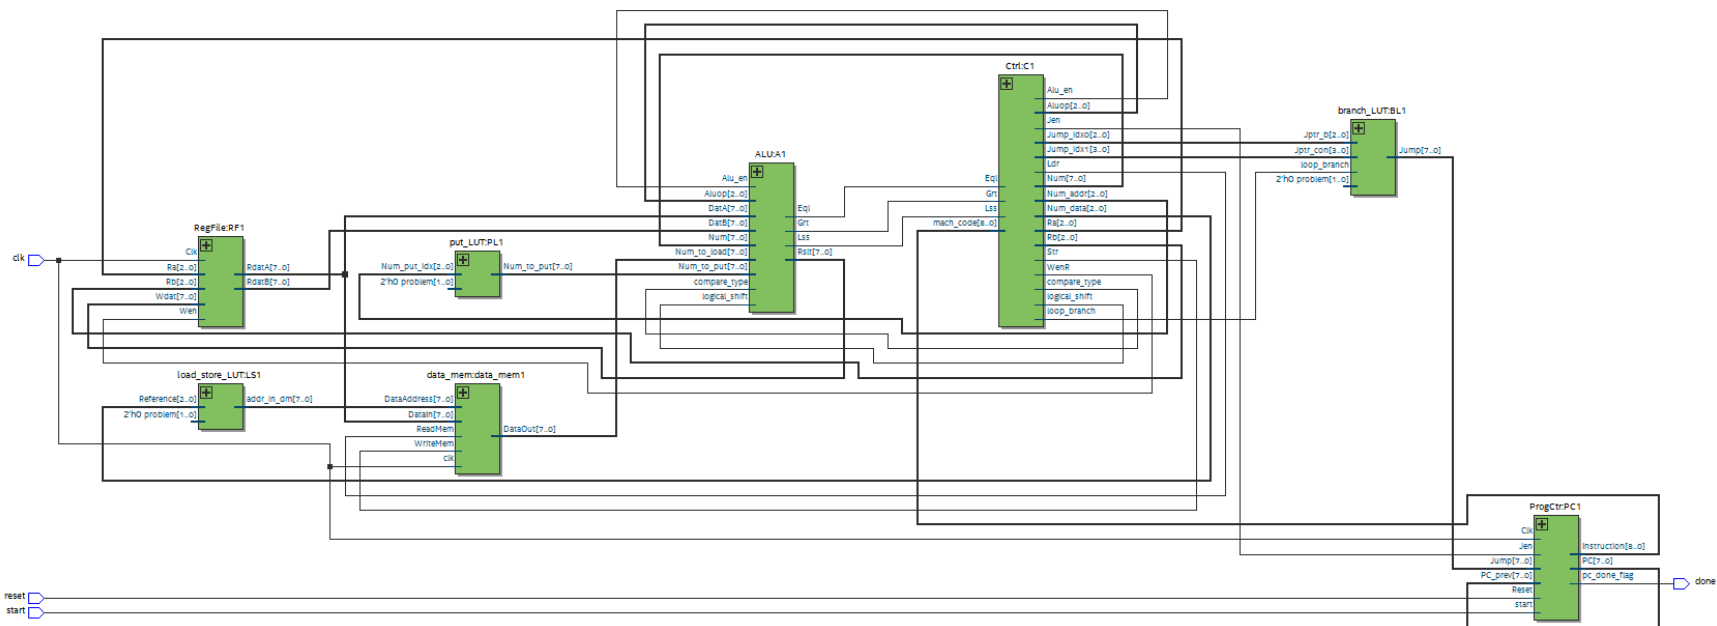 Ctrl:C1
Alu_en
Aluop[2..0]
Jen
Jump_idx0[2..0]
Jump_idx1[3..0]
Ldr
Num[7..0]
Num_addr[2..0]
Num_data[2..0]
Ra[2..0]
Rb[2..0]
Str
WenR
compare_type
logical_shift
loop_branch
Eql
Grt
Lss
mach_code[8..0]
branch_LUT:BL1
Jptr_b[2..0]
Jptr_con[3..0]
loop_branch
2'h0 problem[1..0]
Jump[7..0]
ALU:A1
Alu_en
Aluop[2..0]
DatA[7..0]
DatB[7..0]
Num[7..0]
Num_to_load[7..0]
Num_to_put[7..0]
compare_type
logical_shift
Eql
Grt
Lss
Rslt[7..0]
RegFile:RF1
clk
Clk
Ra[2..0]
Rb[2..0]
Wdat[7..0]
Wen
RdatA[7..0]
RdatB[7..0]
put_LUT:PL1
Num_put_idx[2..0]
2'h0 problem[1..0]
Num_to_put[7..0]
load_store_LUT:LS1
Reference[2..0]
2'h0 problem[1..0]
addr_in_dm[7..0]
data_mem:data_mem1
DataAddress[7..0]
DataIn[7..0]
ReadMem
WriteMem
clk
DataOut[7..0]
ProgCtr:PC1
Clk
Jen
Jump[7..0]
PC_prev[7..0]
Reset
start
Instruction[8..0]
PC[7..0]
pc_done_flag
done
reset
start